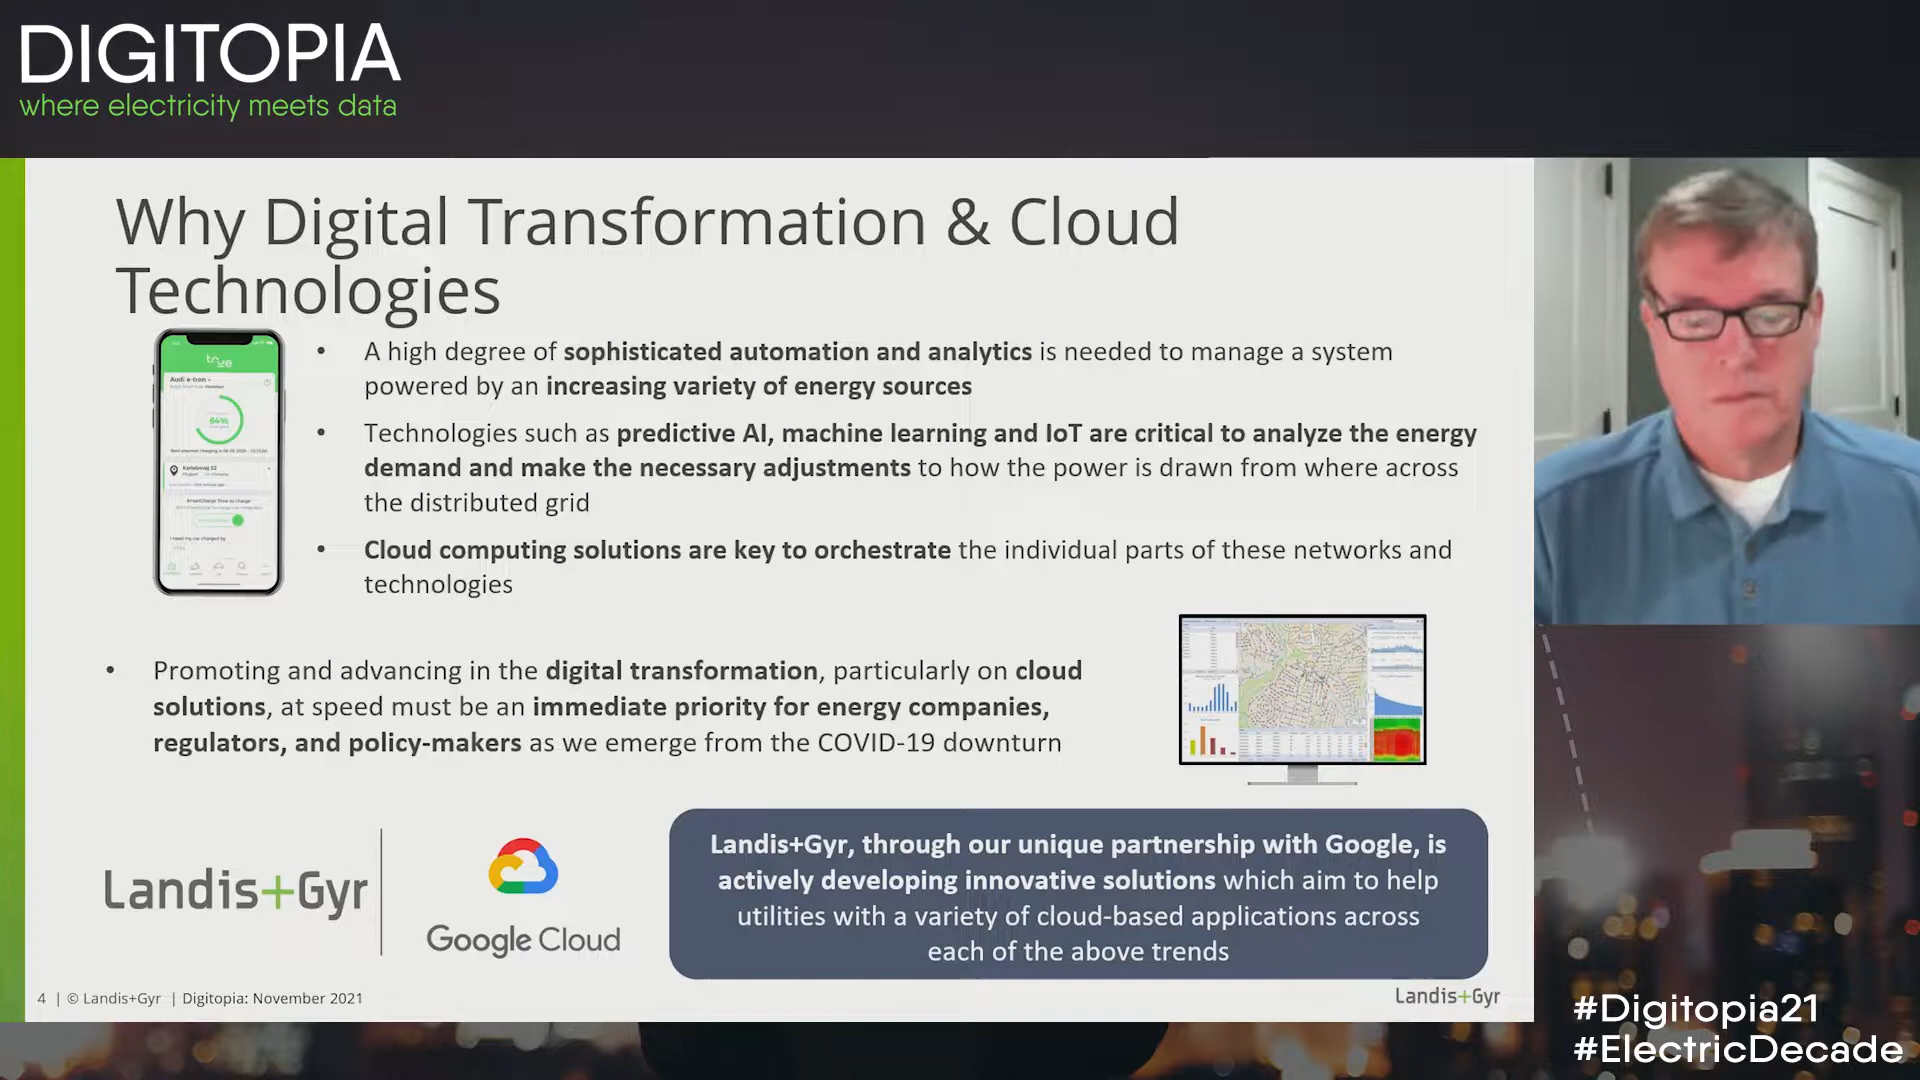 DIGITOPIA
where electricity meets data
Why Digital Transformation & Cloud
Technologies
Audi e-tron
64%
• A high degree of sophisticated automation and analytics is needed to manage a system
powered by an increasing variety of energy sources
• Technologies such as predictive AI, machine learning and IoT are critical to analyze the energy
demand and make the necessary adjustments to how the power is drawn from where across
the distributed grid
• Cloud computing solutions are key to orchestrate the individual parts of these networks and
technologies
• Promoting and advancing in the digital transformation, particularly on cloud
solutions, at speed must be an immediate priority for energy companies,
regulators, and policy-makers as we emerge from the COVID-19 downturn
Landis+Gyr
Google Cloud
Landis+Gyr, through our unique partnership with Google, is
actively developing innovative solutions which aim to help
utilities with a variety of cloud-based applications across
each of the above trends
4 | © Landis+Gyr | Digitopia: November 2021
Landis+Gyr
#Digitopia21
#ElectricDecade